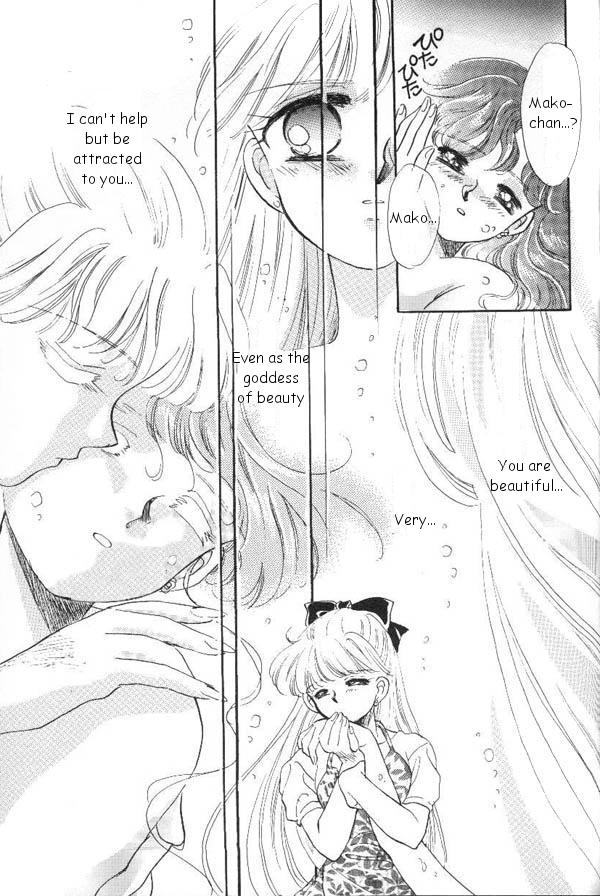 ぴた
ぴた
Mako-
chan...?
Mako...
I can't help
but be
attracted
to you...
Even as the
goddess
of beauty
You are
beautiful...
Very...